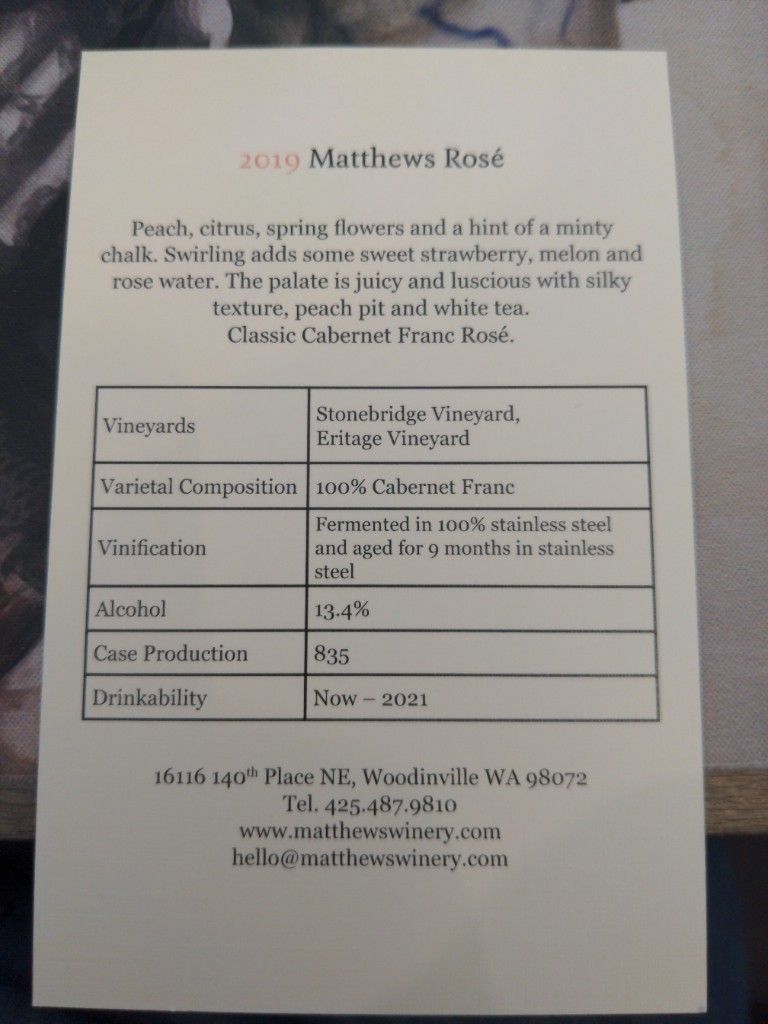 2019 Matthews Rosé
Peach, citrus, spring flowers and a hint of a minty
chalk. Swirling adds some sweet strawberry, melon and
rose water. The palate is juicy and luscious with silky
texture, peach pit and white tea.
Classic Cabernet Franc Rosé.
Vineyards
Stonebridge Vineyard,
Eritage Vineyard
Varietal Composition
100% Cabernet Franc
Vinification
Fermented in 100% stainless steel
and aged for 9 months in stainless
steel
Alcohol
13.4%
Case Production
835
Drinkability
Now – 2021
16116 140th Place NE, Woodinville WA 98072
Tel. 425.487.9810
www.matthewswinery.com
hello@matthewswinery.com